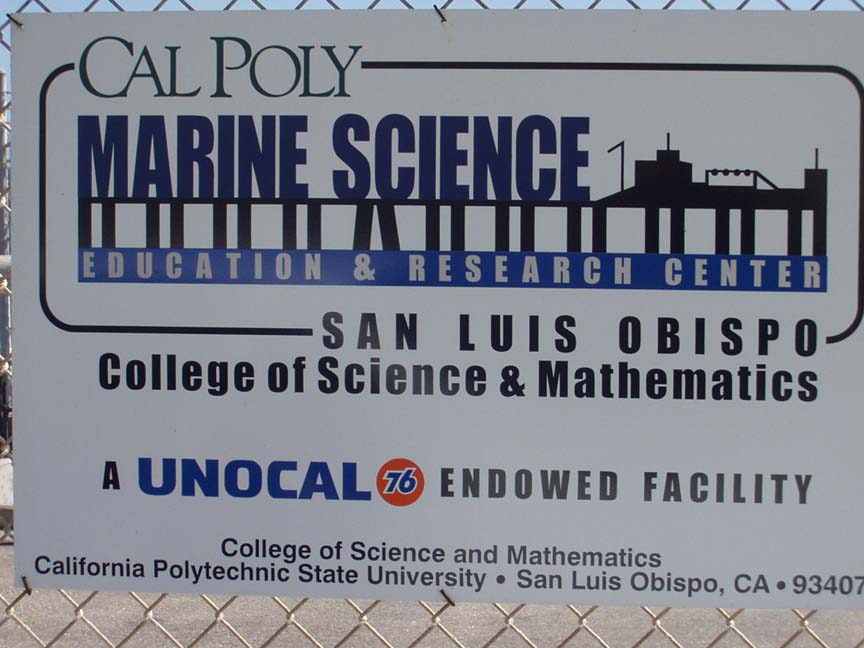 CAL POLY
MARINE SCIENCE
EDUCATION & RESEARCH CENTER
SAN LUIS OBISPO
College of Science & Mathematics
A UNOCAL 76 ENDOWED FACILITY
College of Science and Mathematics
California Polytechnic State University • San Luis Obispo, CA • 93407